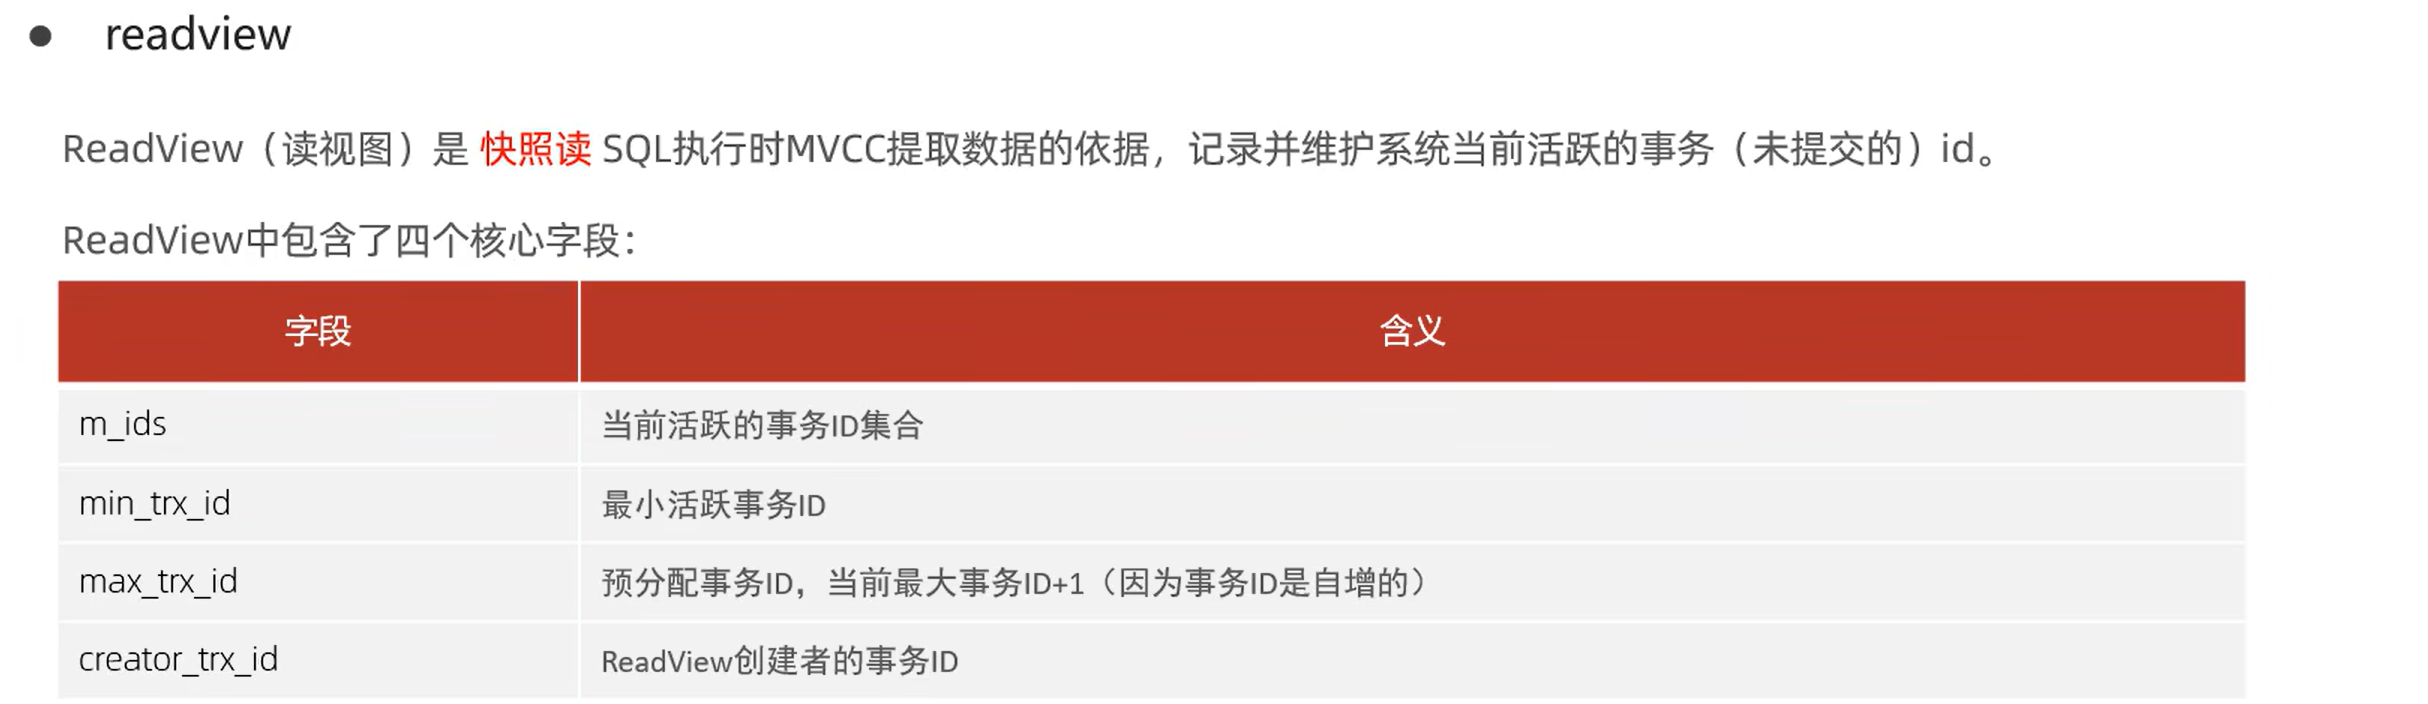 ● readview
ReadView（读视图）是 快照读 SQL执行时MVCC提取数据的依据，记录并维护系统当前活跃的事务（未提交的）id。
ReadView中包含了四个核心字段：
字段 含义
m_ids 当前活跃的事务ID集合
min_trx_id 最小活跃事务ID
max_trx_id 预分配事务ID，当前最大事务ID+1（因为事务ID是自增的）
creator_trx_id ReadView创建者的事务ID